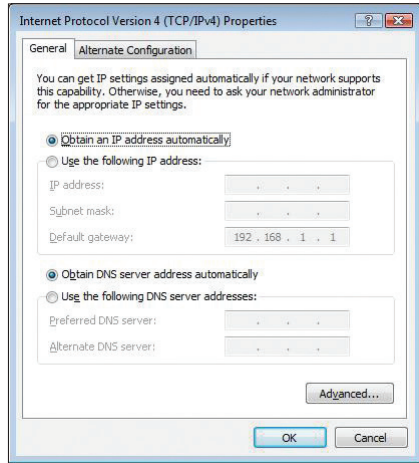 Internet Protocol Version 4 (TCP/IPv4) Properties
General
Alternate Configuration
You can get IP settings assigned automatically if your network supports
this capability. Otherwise, you need to ask your network administrator
for the appropriate IP settings.
Obtain an IP address automatically
Use the following IP address:
IP address:
. . .
Subnet mask:
. . .
Default gateway:
192 . 168 . 1 . 1
Obtain DNS server address automatically
Use the following DNS server addresses:
Preferred DNS server:
. . .
Alternate DNS server:
. . .
Advanced...
OK
Cancel